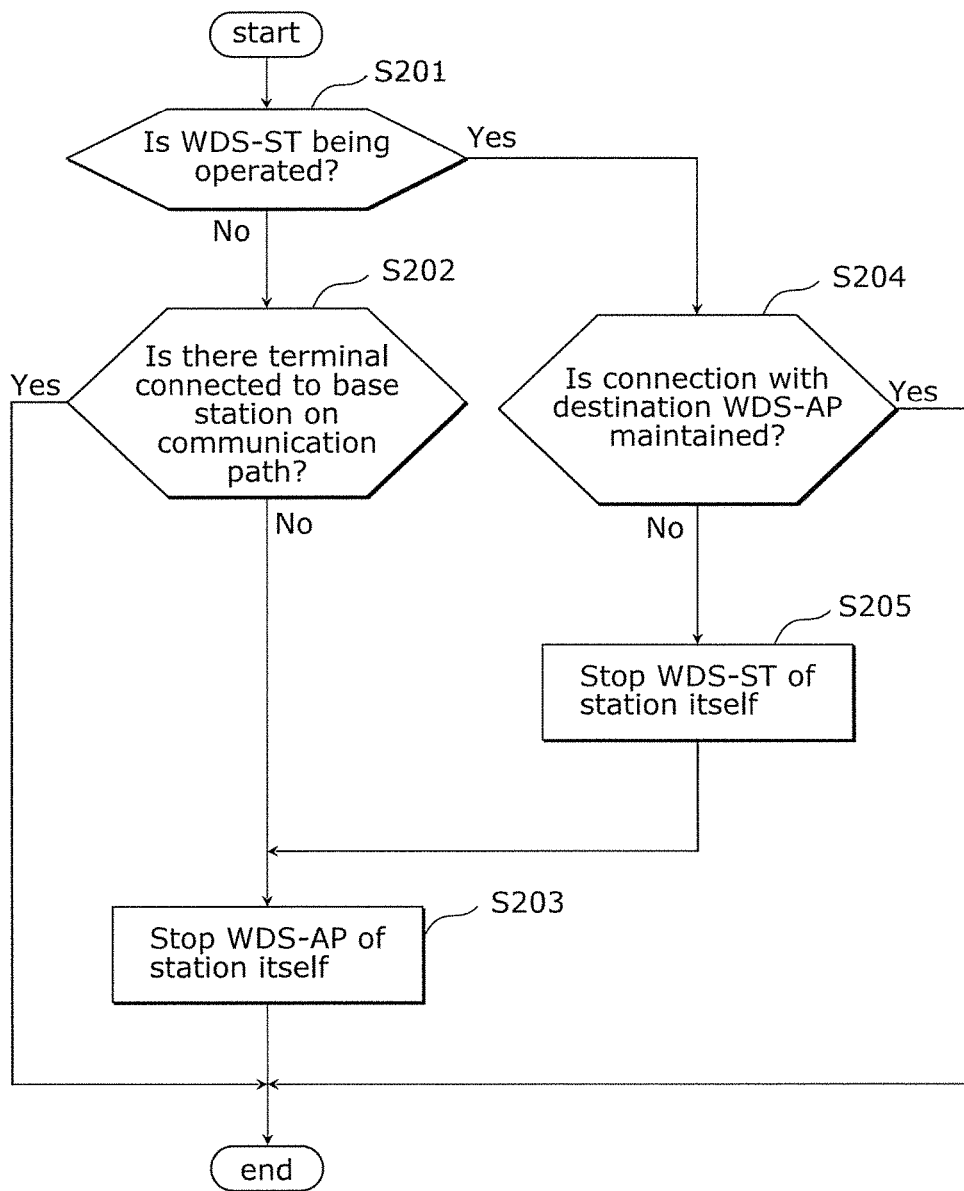 start
S201
Is WDS-ST being
operated?
Yes
No
S202
Is there terminal
connected to base
station on
communication
path?
Yes
No
S204
Is connection with
destination WDS-AP
maintained?
Yes
No
S205
Stop WDS-ST of
station itself
S203
Stop WDS-AP of
station itself
end